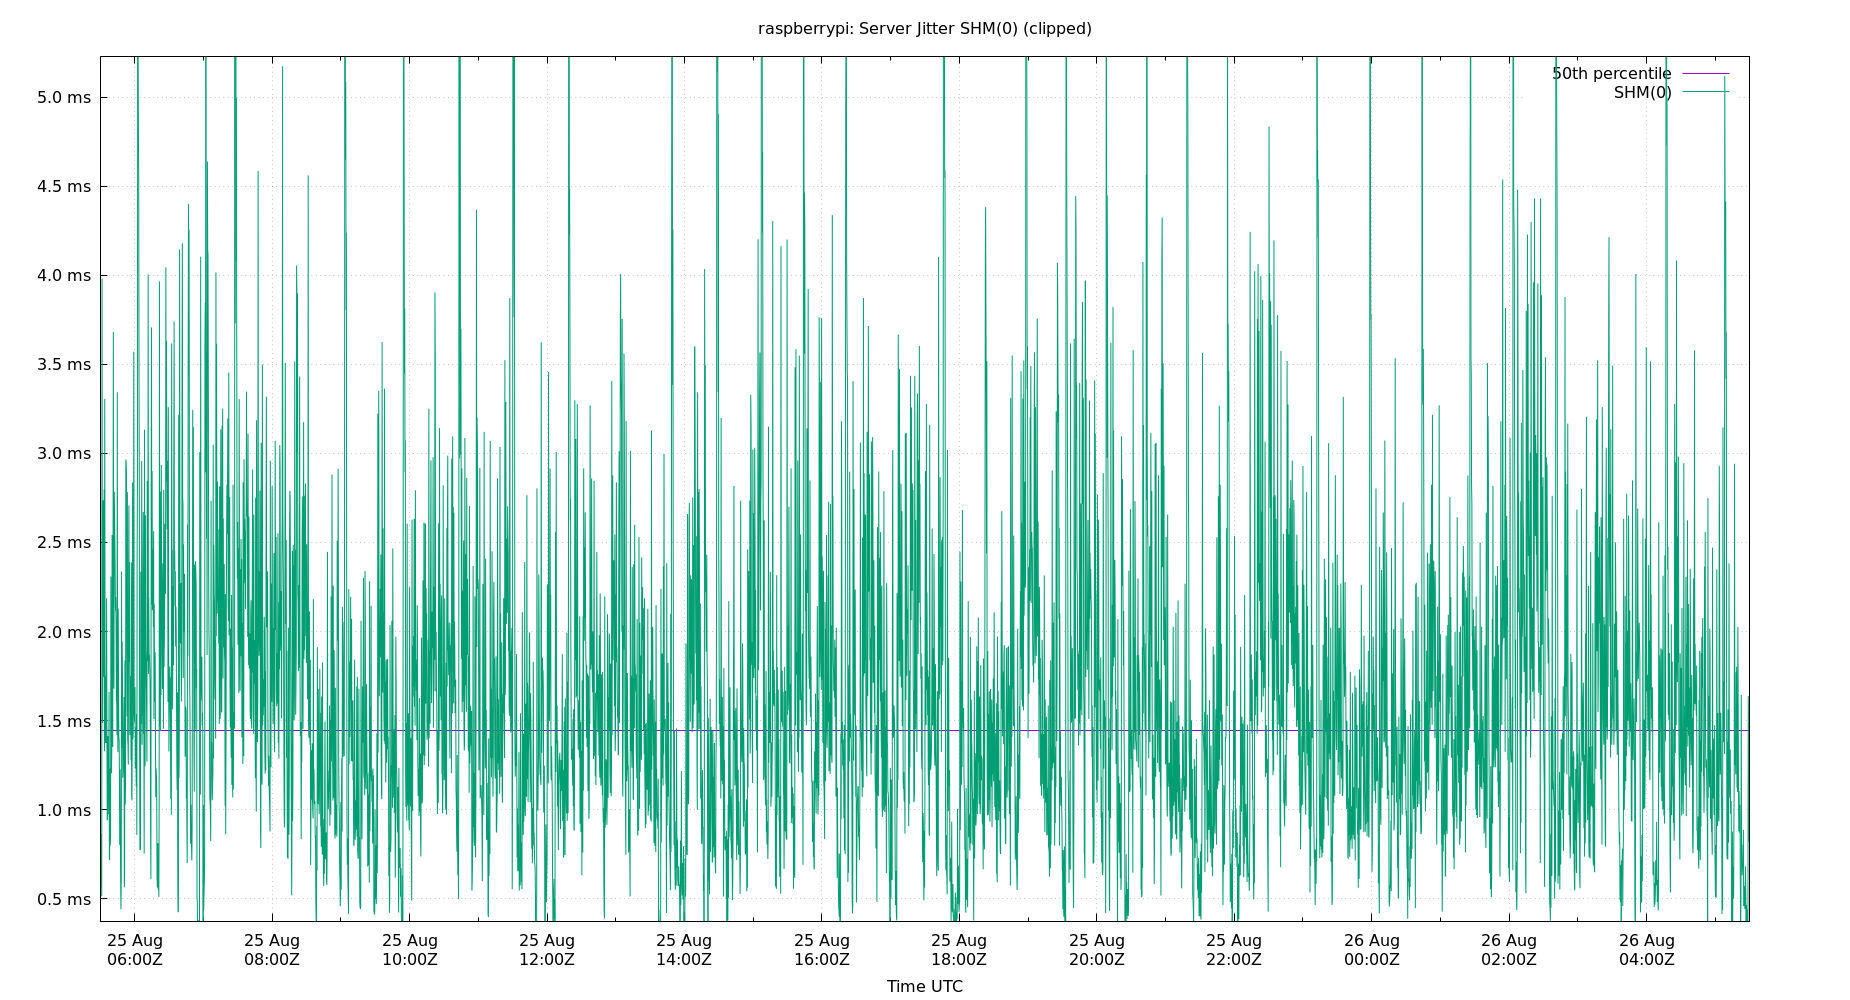 raspberrypi: Server Jitter SHM(0) (clipped)
50th percentile
SHM(0)
5.0 ms
4.5 ms
4.0 ms
3.5 ms
3.0 ms
2.5 ms
2.0 ms
1.5 ms
1.0 ms
0.5 ms
25 Aug 25 Aug 25 Aug 25 Aug 25 Aug 25 Aug 25 Aug 25 Aug 25 Aug 26 Aug 26 Aug 26 Aug
06:00Z 08:00Z 10:00Z 12:00Z 14:00Z 16:00Z 18:00Z 20:00Z 22:00Z 00:00Z 02:00Z 04:00Z
Time UTC